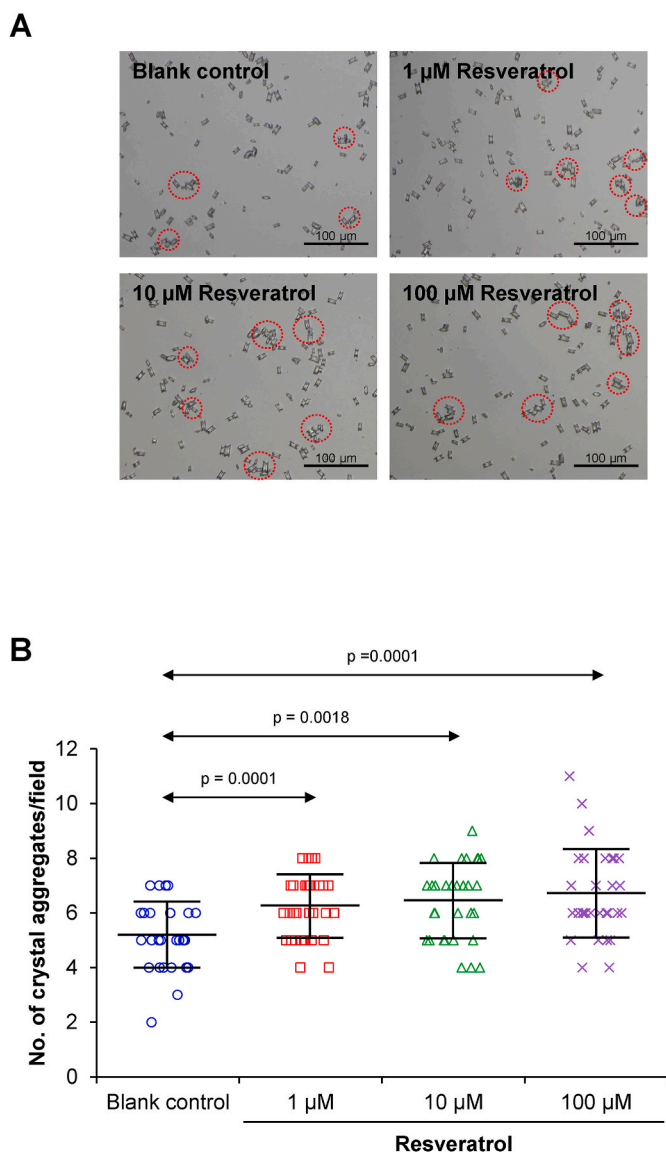 A
Blank control
1 µM Resveratrol
100 µm
100 µm
10 µM Resveratrol
100 µM Resveratrol
100 µm
100 µm
B
p =0.0001
p = 0.0018
p = 0.0001
No. of crystal aggregates/field
12
10
8
6
4
2
0
Blank control
1 µM
10 µM
100 µM
Resveratrol